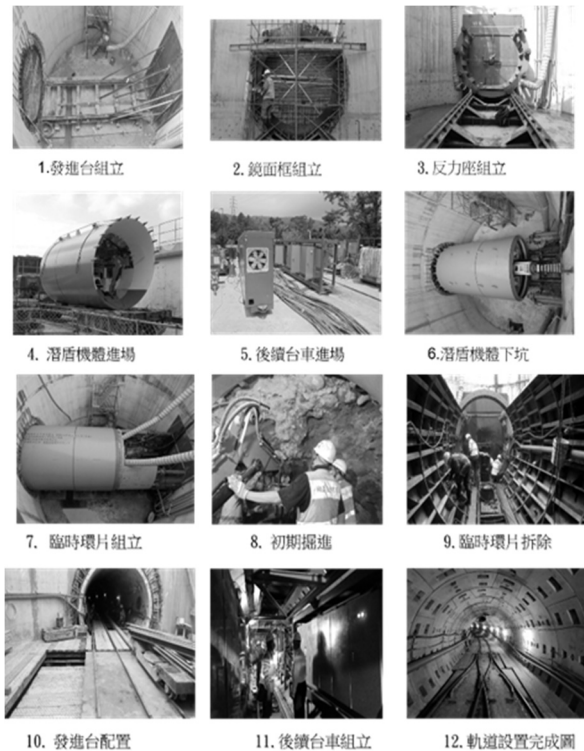 1.發進台組立
2. 鏡面框組立
3. 反力座組立
4. 潛盾機體進場
5. 後續台車進場
6. 潛盾機體下坑
7. 臨時環片組立
8. 初期掘進
9. 臨時環片拆除
10. 發進台配置
11. 後續台車組立
12. 軌道設置完成圖